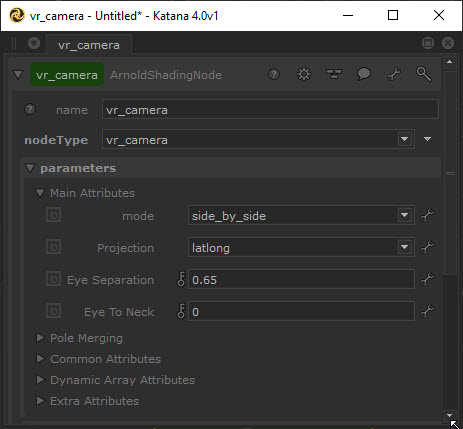 vr_camera - Untitled* - Katana 4.0v1
vr_camera
vr_camera ArnoldShadingNode
name vr_camera
nodeType vr_camera
parameters
Main Attributes
D mode side_by_side
D Projection latlong
D Eye Separation 0.65
D Eye To Neck 0
Pole Merging
Common Attributes
Dynamic Array Attributes
Extra Attributes